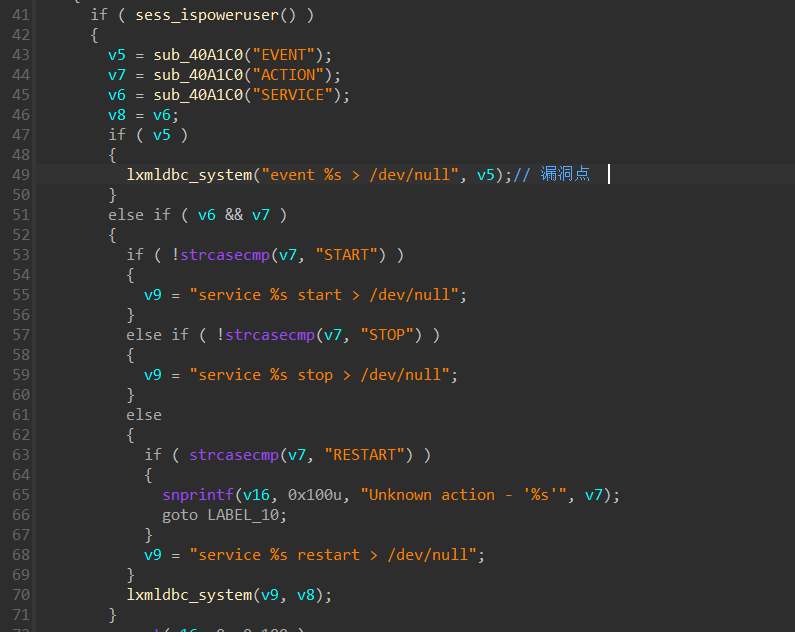 41 if ( sess_ispoweruser() )
42 {
43 v5 = sub_40A1C0("EVENT");
44 v7 = sub_40A1C0("ACTION");
45 v6 = sub_40A1C0("SERVICE");
46 v8 = v6;
47 if ( v5 )
48 {
49 lxmldbc_system("event %s > /dev/null", v5);// 漏洞点
50 }
51 else if ( v6 && v7 )
52 {
53 if ( !strcasecmp(v7, "START") )
54 {
55 v9 = "service %s start > /dev/null";
56 }
57 else if ( !strcasecmp(v7, "STOP") )
58 {
59 v9 = "service %s stop > /dev/null";
60 }
61 else
62 {
63 if ( strcasecmp(v7, "RESTART") )
64 {
65 snprintf(v16, 0x100u, "Unknown action - '%s'", v7);
66 goto LABEL_10;
67 }
68 v9 = "service %s restart > /dev/null";
69 }
70 lxmldbc_system(v9, v8);
71 }